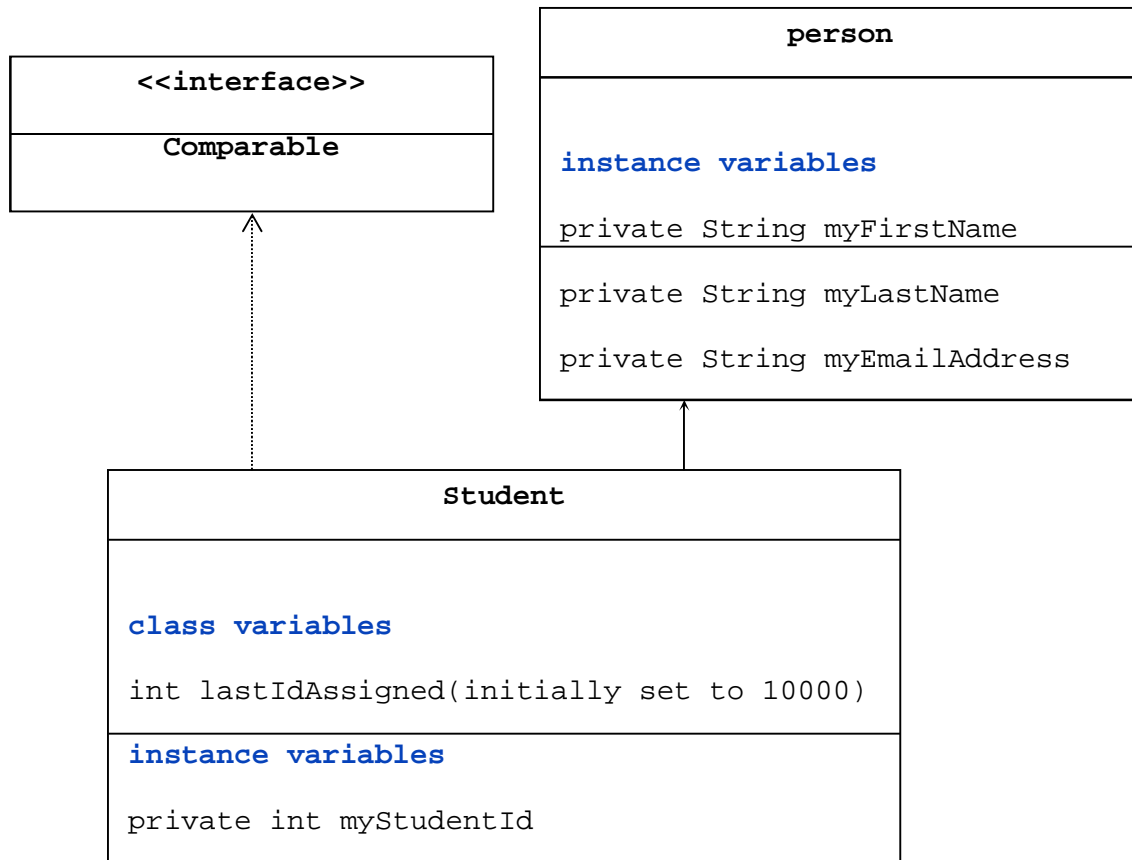 <<interface>>
Comparable
person
instance variables
private String myFirstName
private String myLastName
private String myEmailAddress
Student
class variables
int lastIdAssigned(initially set to 10000)
instance variables
private int myStudentId